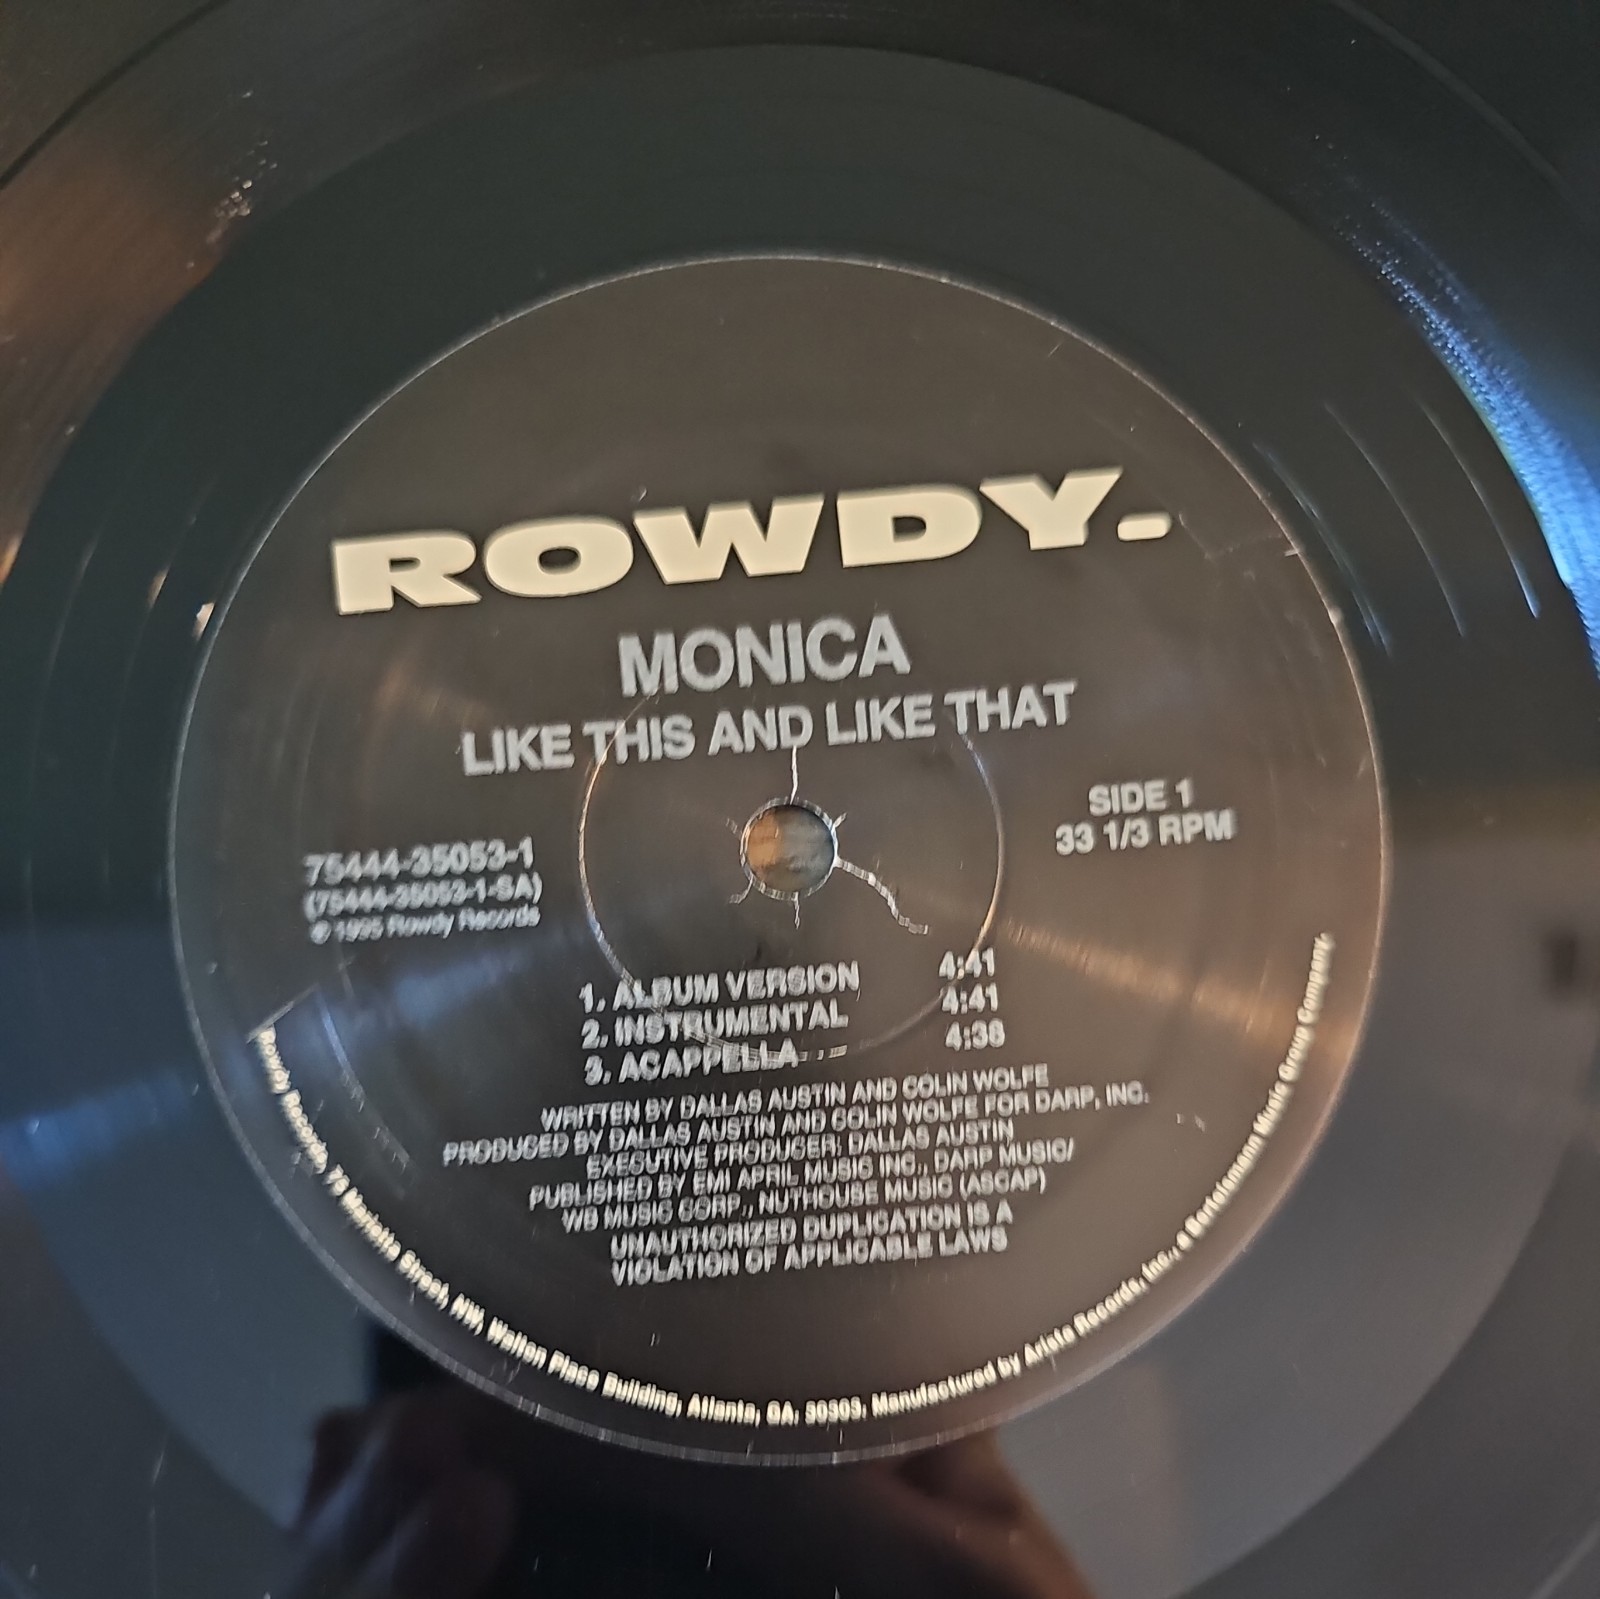 ROWDY.
MONICA
LIKE THIS AND LIKE THAT
SIDE 1
33 1/3 RPM
75444-35053-1
(75444-35053-1-SA)
℗ 1995 Rowdy Records
1. ALBUM VERSION 4:41
2. INSTRUMENTAL 4:41
3. ACAPPELLA 4:36
WRITTEN BY DALLAS AUSTIN AND COLIN WOLFE
PRODUCED BY DALLAS AUSTIN AND COLIN WOLFE FOR DARP, INC.
EXECUTIVE PRODUCER: DALLAS AUSTIN
PUBLISHED BY EMI APRIL MUSIC INC., DARP MUSIC/
WB MUSIC CORP., NUTHOUSE MUSIC (ASCAP)
UNAUTHORIZED DUPLICATION IS A
VIOLATION OF APPLICABLE LAWS
Rowdy Records, 75 Marietta Street, NW, Walton Place Building, Atlanta, GA. 30303. Manufactured by Arista Records, Inc., a Bertelsmann Music Group Company.